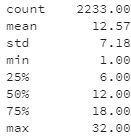 count 2233.00
mean 12.57
std 7.18
min 1.00
25% 6.00
50% 12.00
75% 18.00
max 32.00